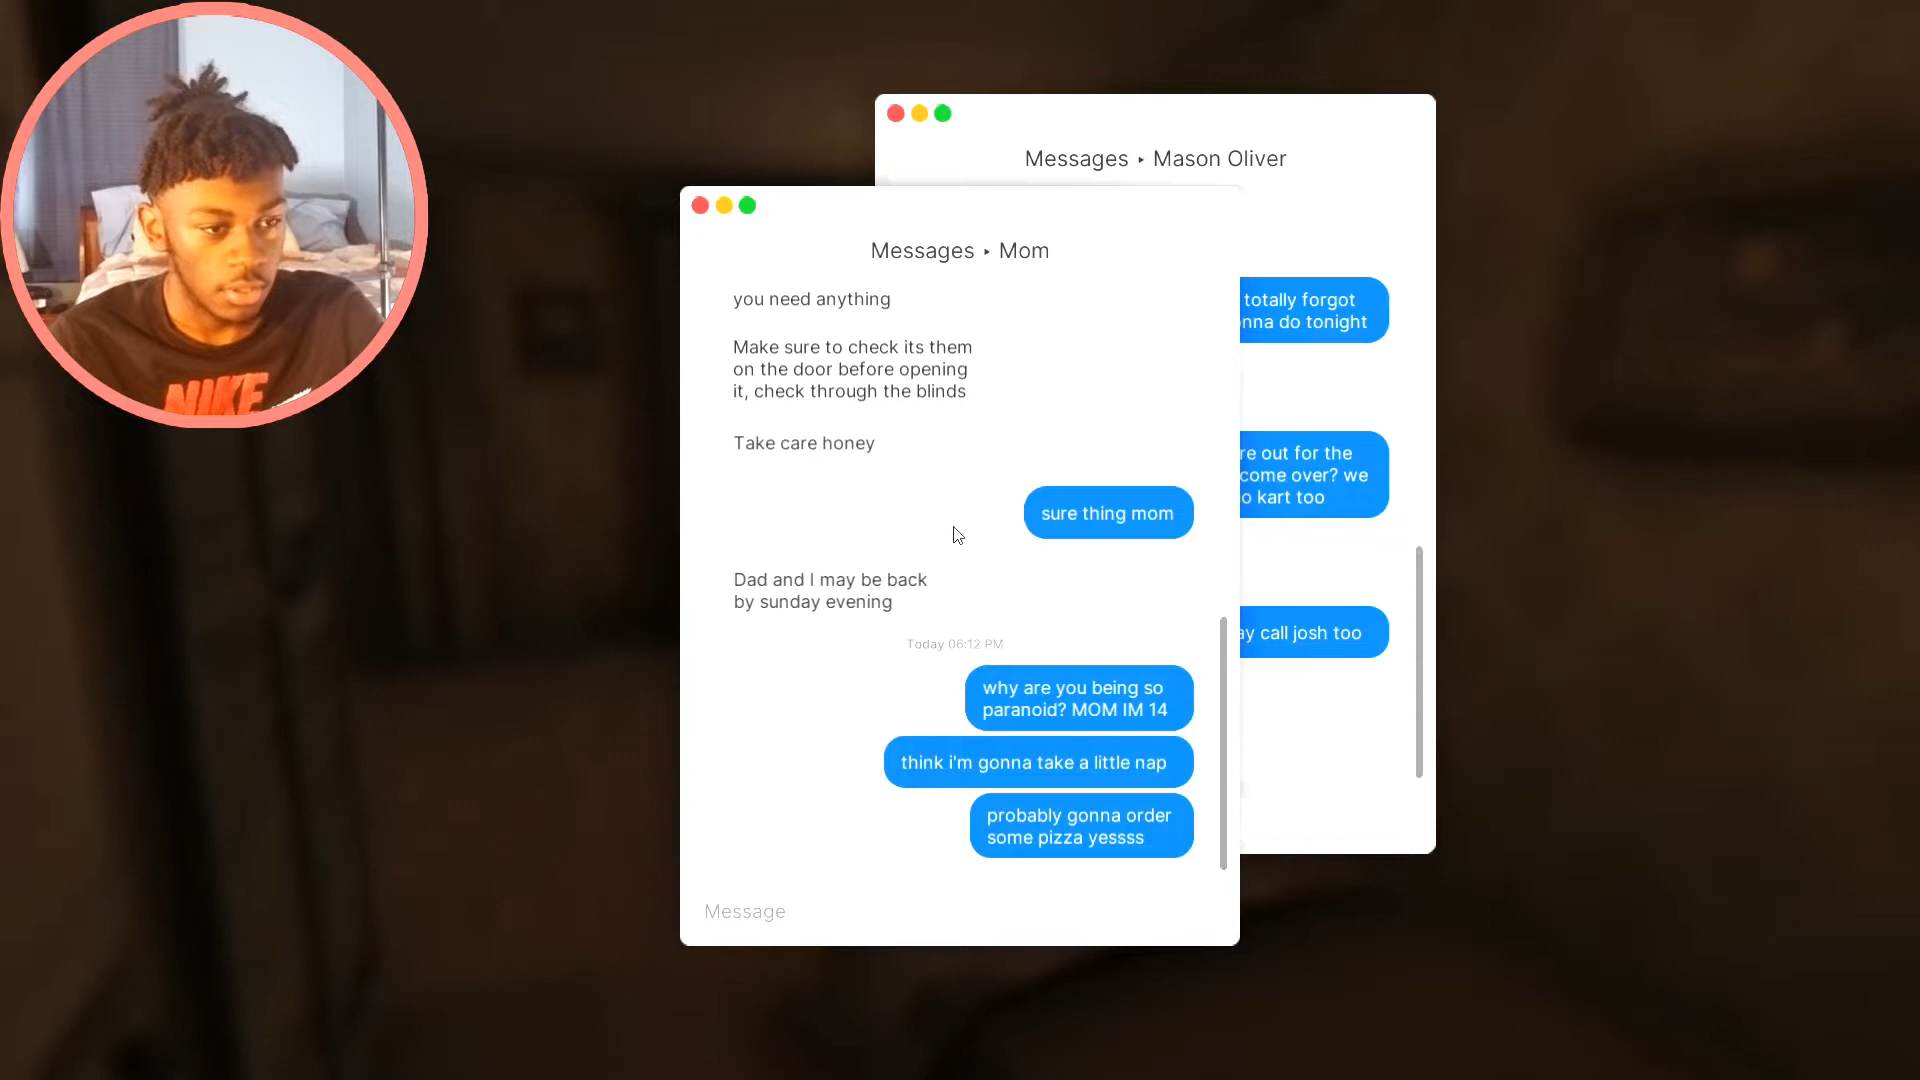 Messages ▸ Mason Oliver
Messages ▸ Mom
you need anything
Make sure to check its them
on the door before opening
it, check through the blinds
Take care honey
sure thing mom
Dad and I may be back
by sunday evening
Today 06:12 PM
why are you being so
paranoid? MOM IM 14
think i'm gonna take a little nap
probably gonna order
some pizza yessss
Message
totally forgot
nna do tonight
re out for the
come over? we
o kart too
ay call josh too
NIKE